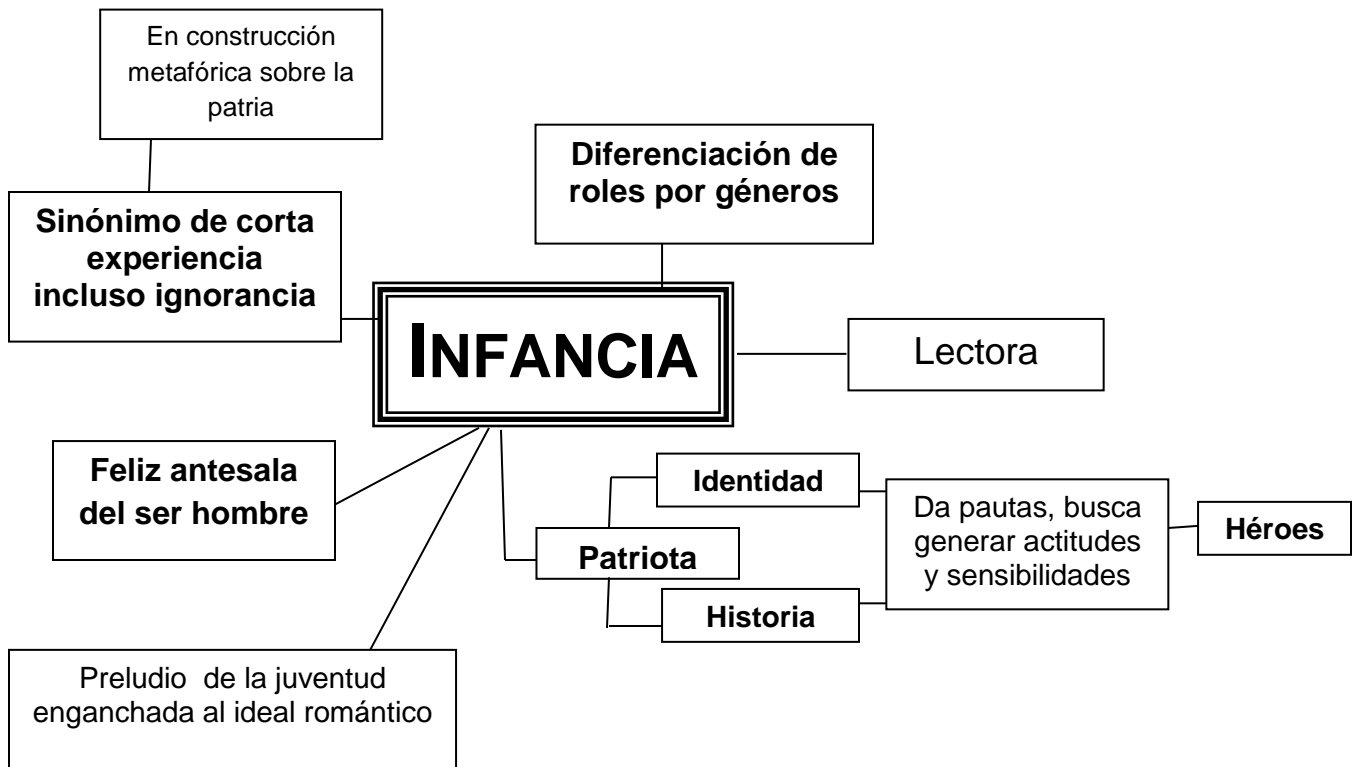 En construcción
metafórica sobre la
patria
Diferenciación de
roles por géneros
Sinónimo de corta
experiencia
incluso ignorancia
INFANCIA
Lectora
Feliz antesala
del ser hombre
Identidad
Patriota
Historia
Da pautas, busca
generar actitudes
y sensibilidades
Héroes
Preludio de la juventud
enganchada al ideal romántico